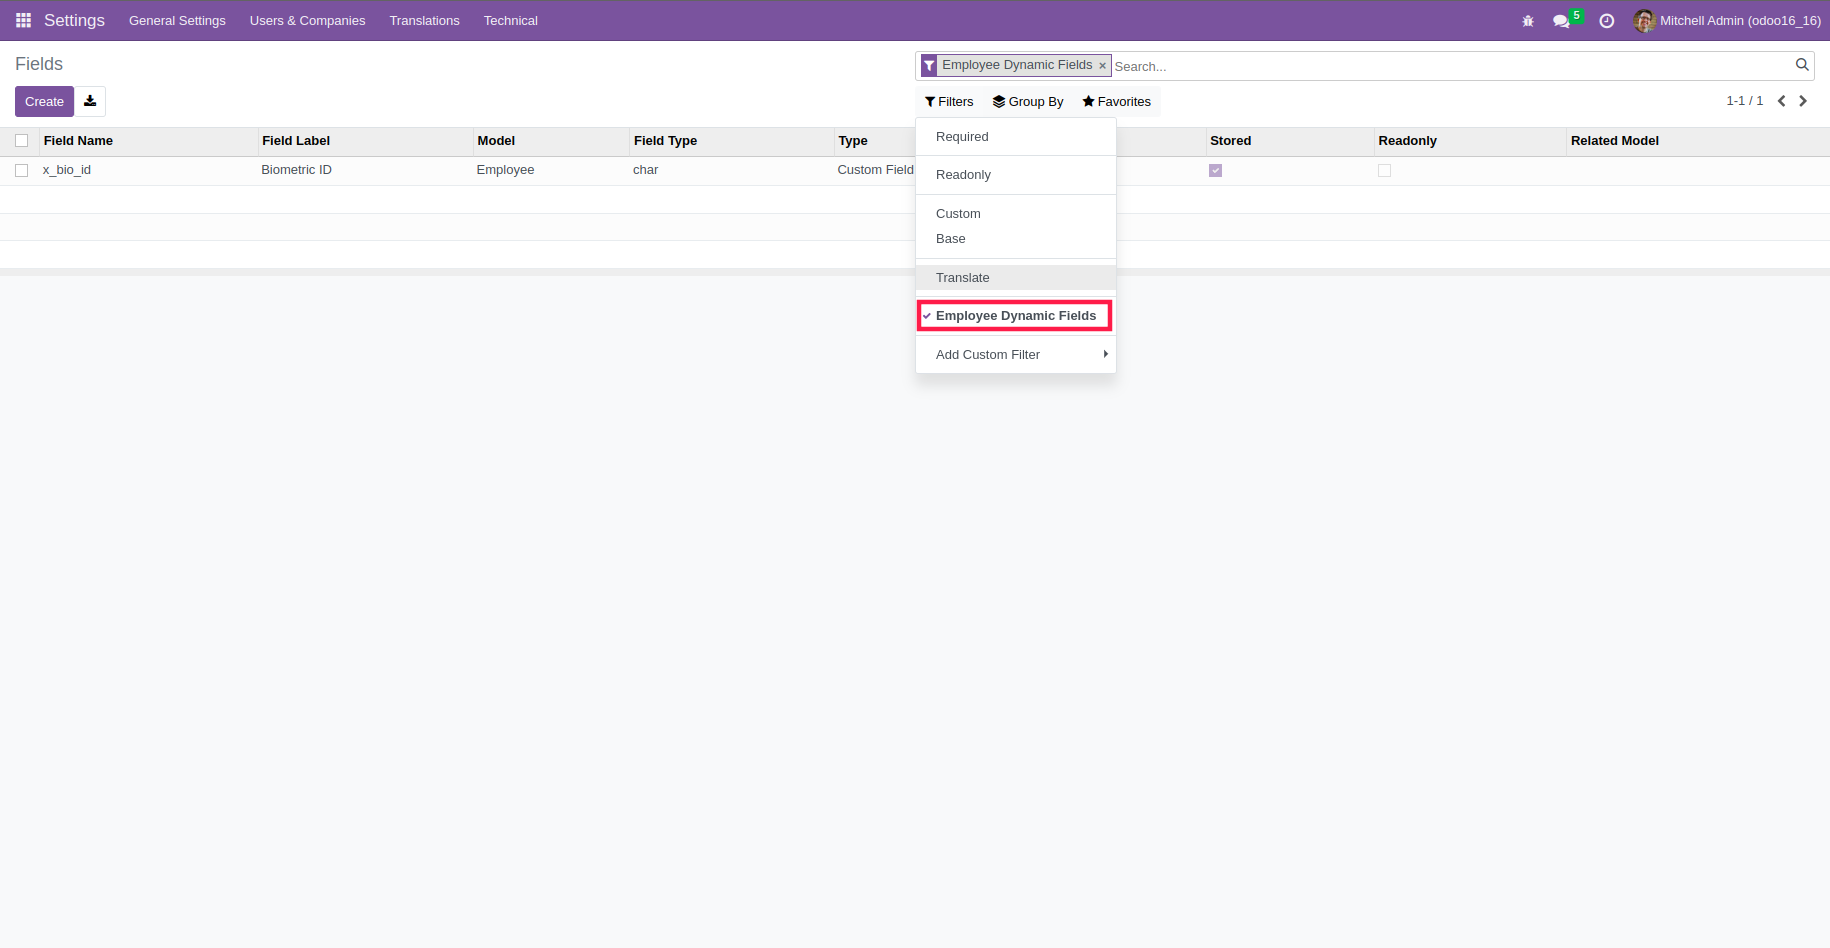 Settings General Settings Users & Companies Translations Technical 5 Mitchell Admin (odoo16_16)
Fields
Employee Dynamic Fields × Search...
Create
Filters Group By Favorites
1-1 / 1
Field Name Field Label Model Field Type Type Stored Readonly Related Model
x_bio_id Biometric ID Employee char Custom Field
Required
Readonly
Custom
Base
Translate
Employee Dynamic Fields
Add Custom Filter